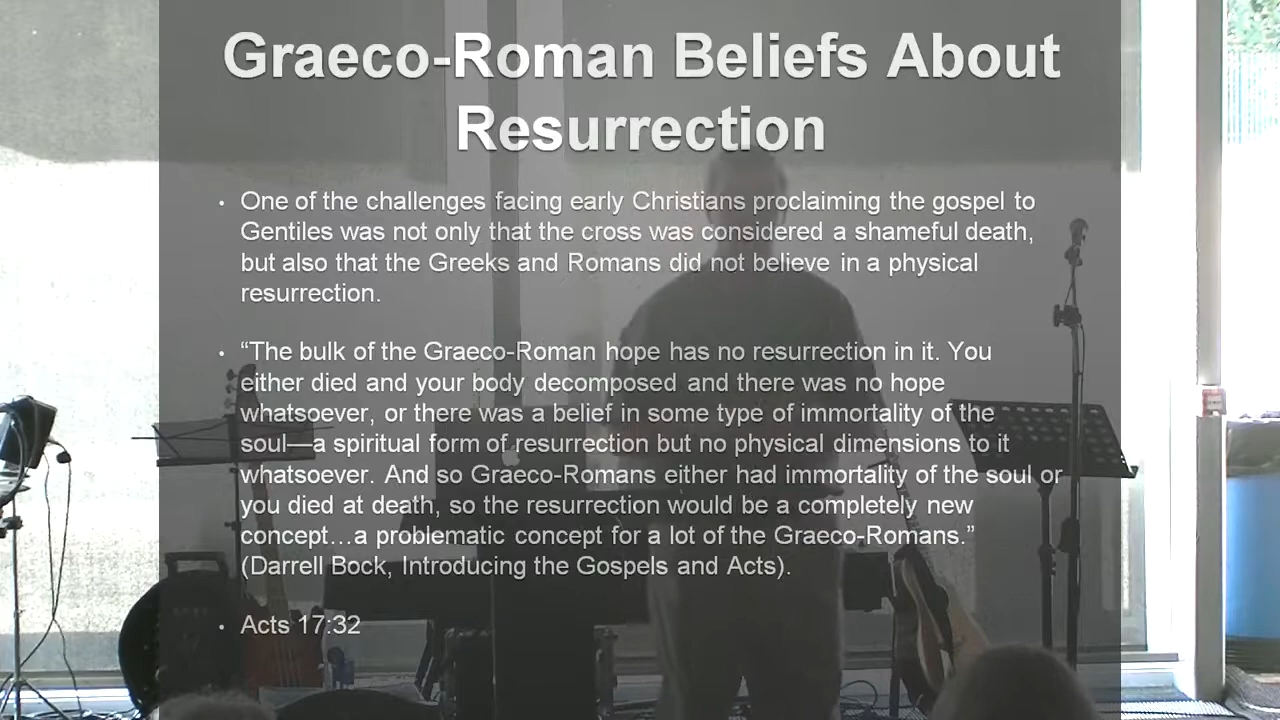 Graeco-Roman Beliefs About
Resurrection
• One of the challenges facing early Christians proclaiming the gospel to
Gentiles was not only that the cross was considered a shameful death,
but also that the Greeks and Romans did not believe in a physical
resurrection.
• “The bulk of the Graeco-Roman hope has no resurrection in it. You
either died and your body decomposed and there was no hope
whatsoever, or there was a belief in some type of immortality of the
soul—a spiritual form of resurrection but no physical dimensions to it
whatsoever. And so Graeco-Romans either had immortality of the soul or
you died at death, so the resurrection would be a completely new
concept…a problematic concept for a lot of the Graeco-Romans.”
(Darrell Bock, Introducing the Gospels and Acts).
• Acts 17:32